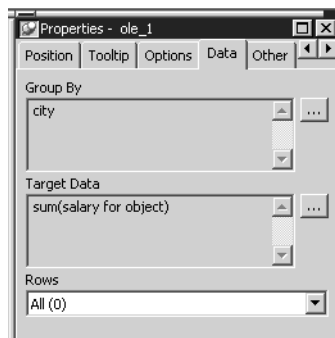 Properties - ole_1
Position Tooltip Options Data Other
Group By
city
...
Target Data
sum(salary for object)
...
Rows
All (0)